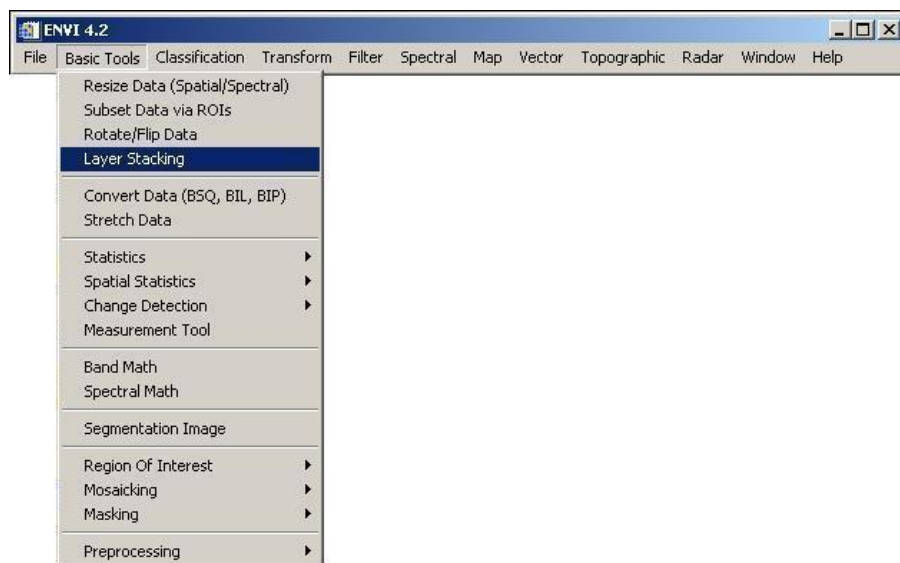 ENVI 4.2
File Basic Tools Classification Transform Filter Spectral Map Vector Topographic Radar Window Help
Resize Data (Spatial/Spectral)
Subset Data via ROIs
Rotate/Flip Data
Layer Stacking
Convert Data (BSQ, BIL, BIP)
Stretch Data
Statistics
Spatial Statistics
Change Detection
Measurement Tool
Band Math
Spectral Math
Segmentation Image
Region Of Interest
Mosaicking
Masking
Preprocessing